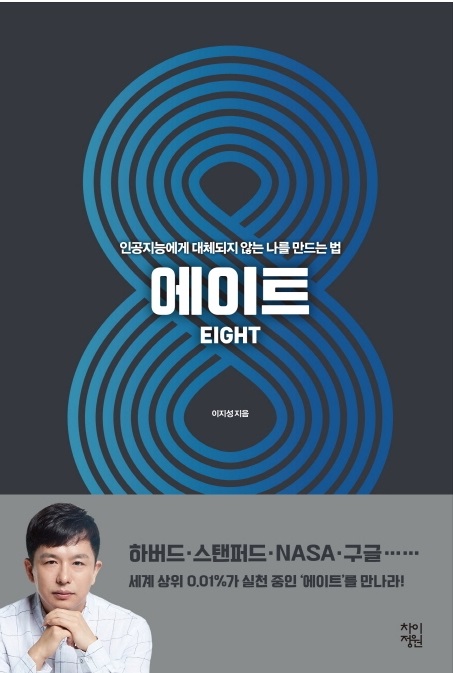 인공지능에게 대체되지 않는 나를 만드는 법
에이트
EIGHT
이지성 지음
하버드·스탠퍼드·NASA·구글……
세계 상위 0.01%가 실천 중인 ‘에이트’를 만나라!
차이
정원